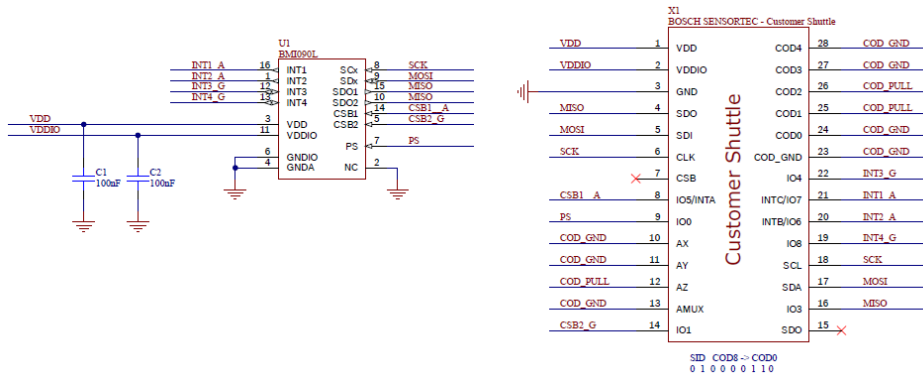 U1
BMI090L
INT1_A 16 INT1 SCx 8 SCK
INT2_A 1 INT2 SDx 9 MOSI
INT3_G 12 INT3 SDO1 15 MISO
INT4_G 13 INT4 SDO2 10 MISO
CSB1 14 CSB1__A
CSB2 5 CSB2_G
VDD 3 VDD
VDDIO 11 VDDIO
PS 7 PS
6 GNDIO
4 GNDA NC 2
C1
100nF
C2
100nF
X1
BOSCH SENSORTEC - Customer Shuttle
VDD 1 VDD COD4 28 COD_GND
VDDIO 2 VDDIO COD3 27 COD_GND
3 GND COD2 26 COD_PULL
MISO 4 SDO COD1 25 COD_PULL
MOSI 5 SDI COD0 24 COD_GND
SCK 6 CLK COD_GND 23 COD_GND
7 CSB IO4 22 INT3_G
CSB1__A 8 IO5/INTA INTC/IO7 21 INT1_A
PS 9 IO0 INTB/IO6 20 INT2_A
COD_GND 10 AX IO8 19 INT4_G
COD_GND 11 AY SCL 18 SCK
COD_PULL 12 AZ SDA 17 MOSI
COD_GND 13 AMUX IO3 16 MISO
CSB2_G 14 IO1 SDO 15
Customer Shuttle
SID COD8 -> COD0
0 1 0 0 0 0 1 1 0